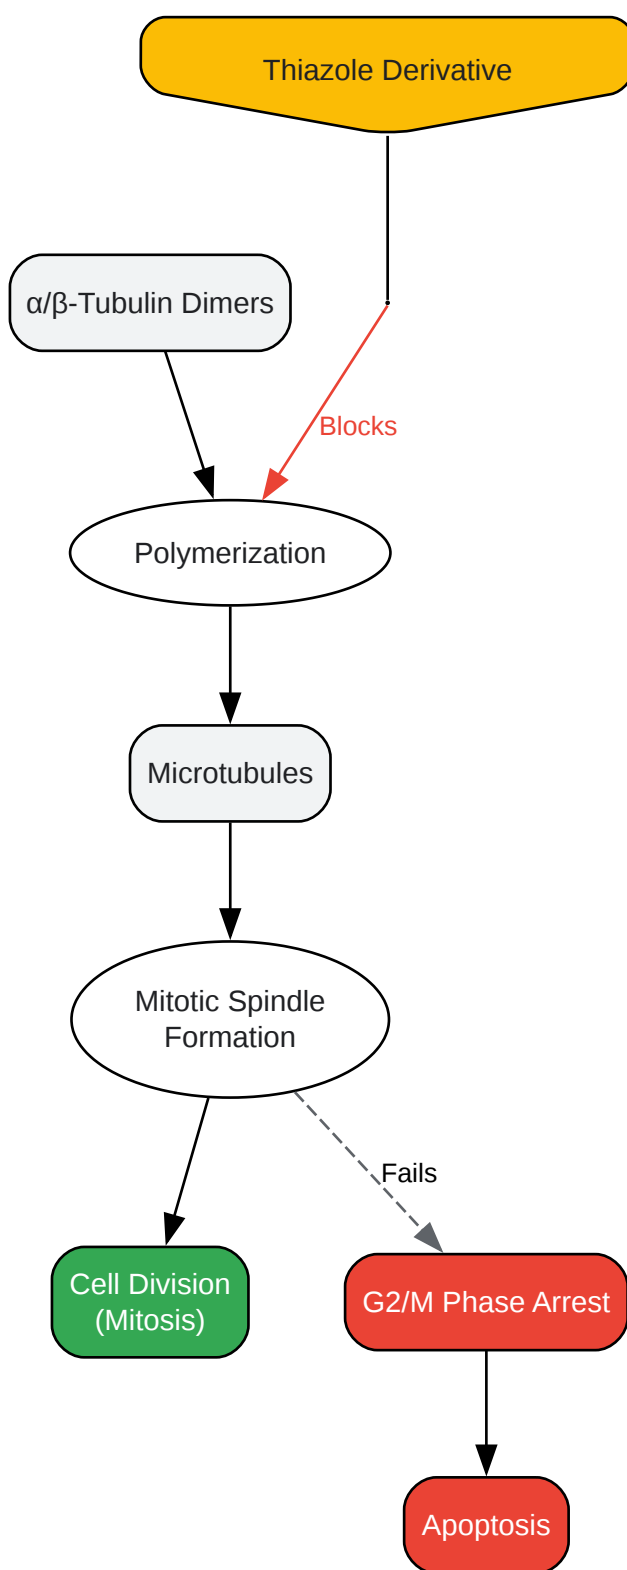 Thiazole Derivative
α/β-Tubulin Dimers
Blocks
Polymerization
Microtubules
Mitotic Spindle
Formation
Fails
Cell Division
(Mitosis)
G2/M Phase Arrest
Apoptosis